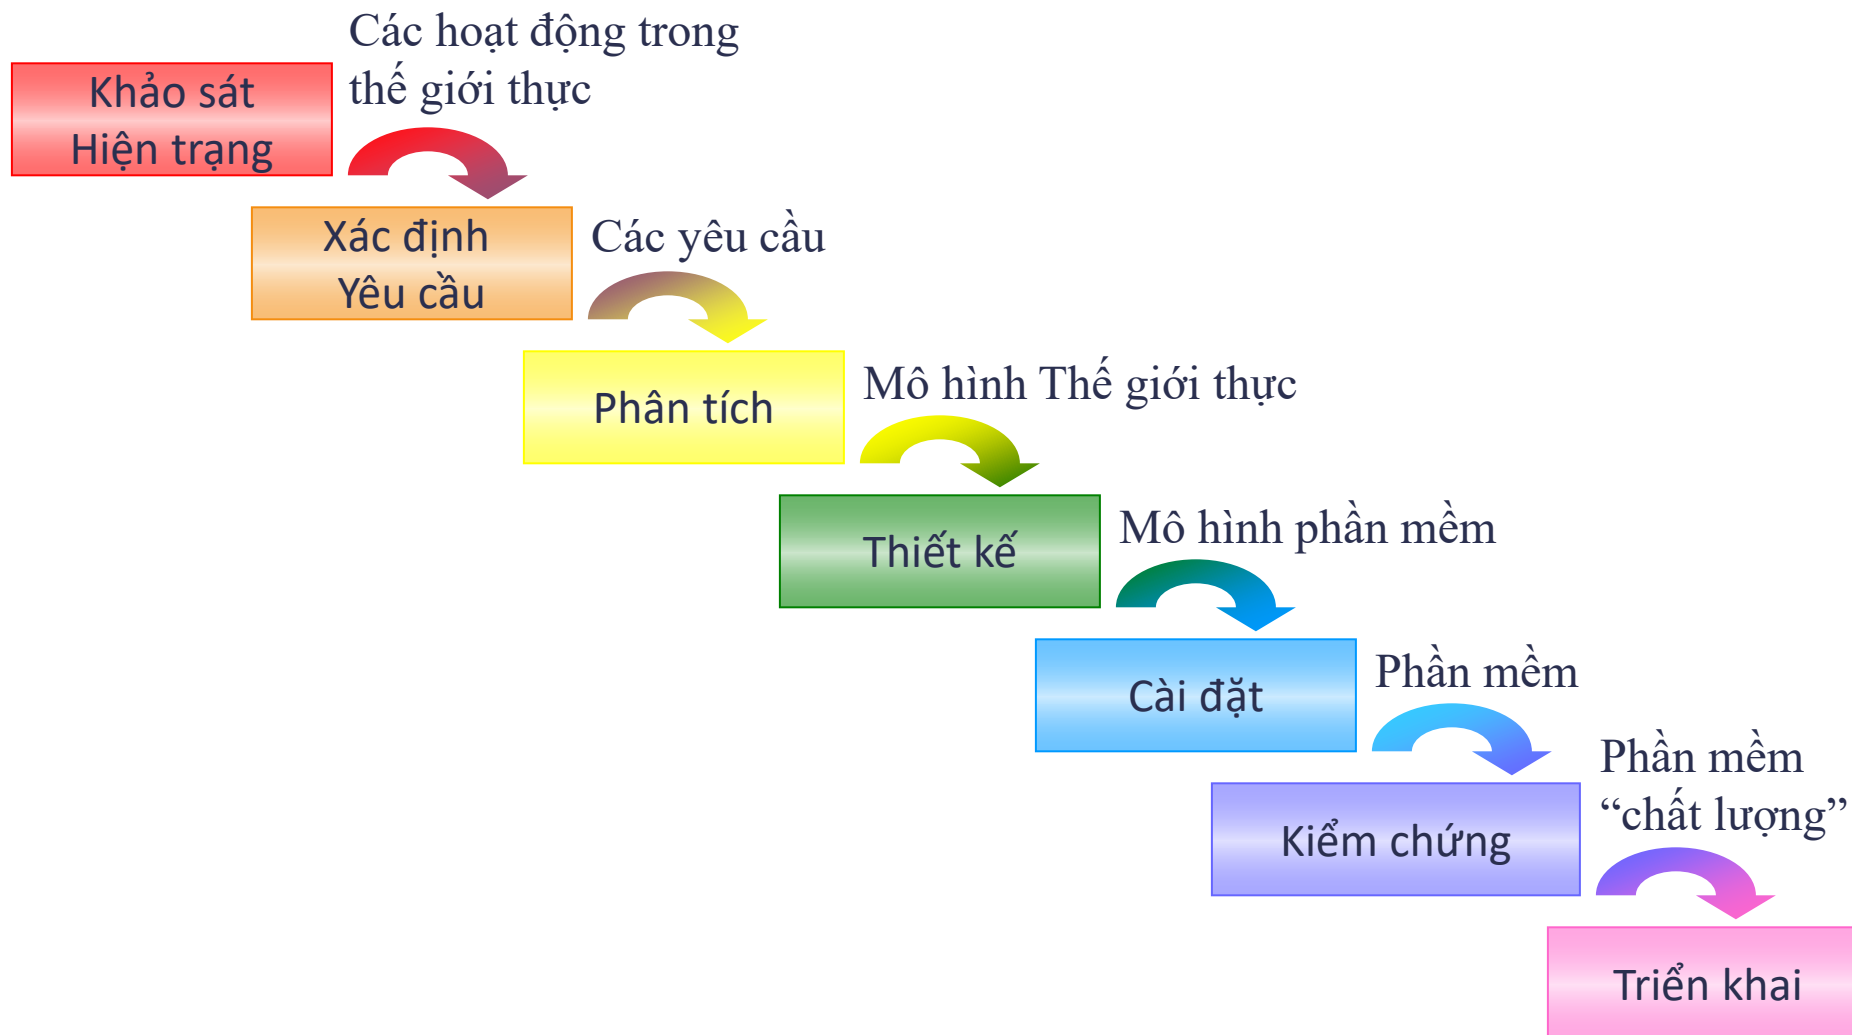 Các hoạt động trong
thế giới thực
Khảo sát
Hiện trạng
Xác định
Yêu cầu
Các yêu cầu
Phân tích
Mô hình Thế giới thực
Thiết kế
Mô hình phần mềm
Cài đặt
Phần mềm
Kiểm chứng
Phần mềm
“chất lượng”
Triển khai